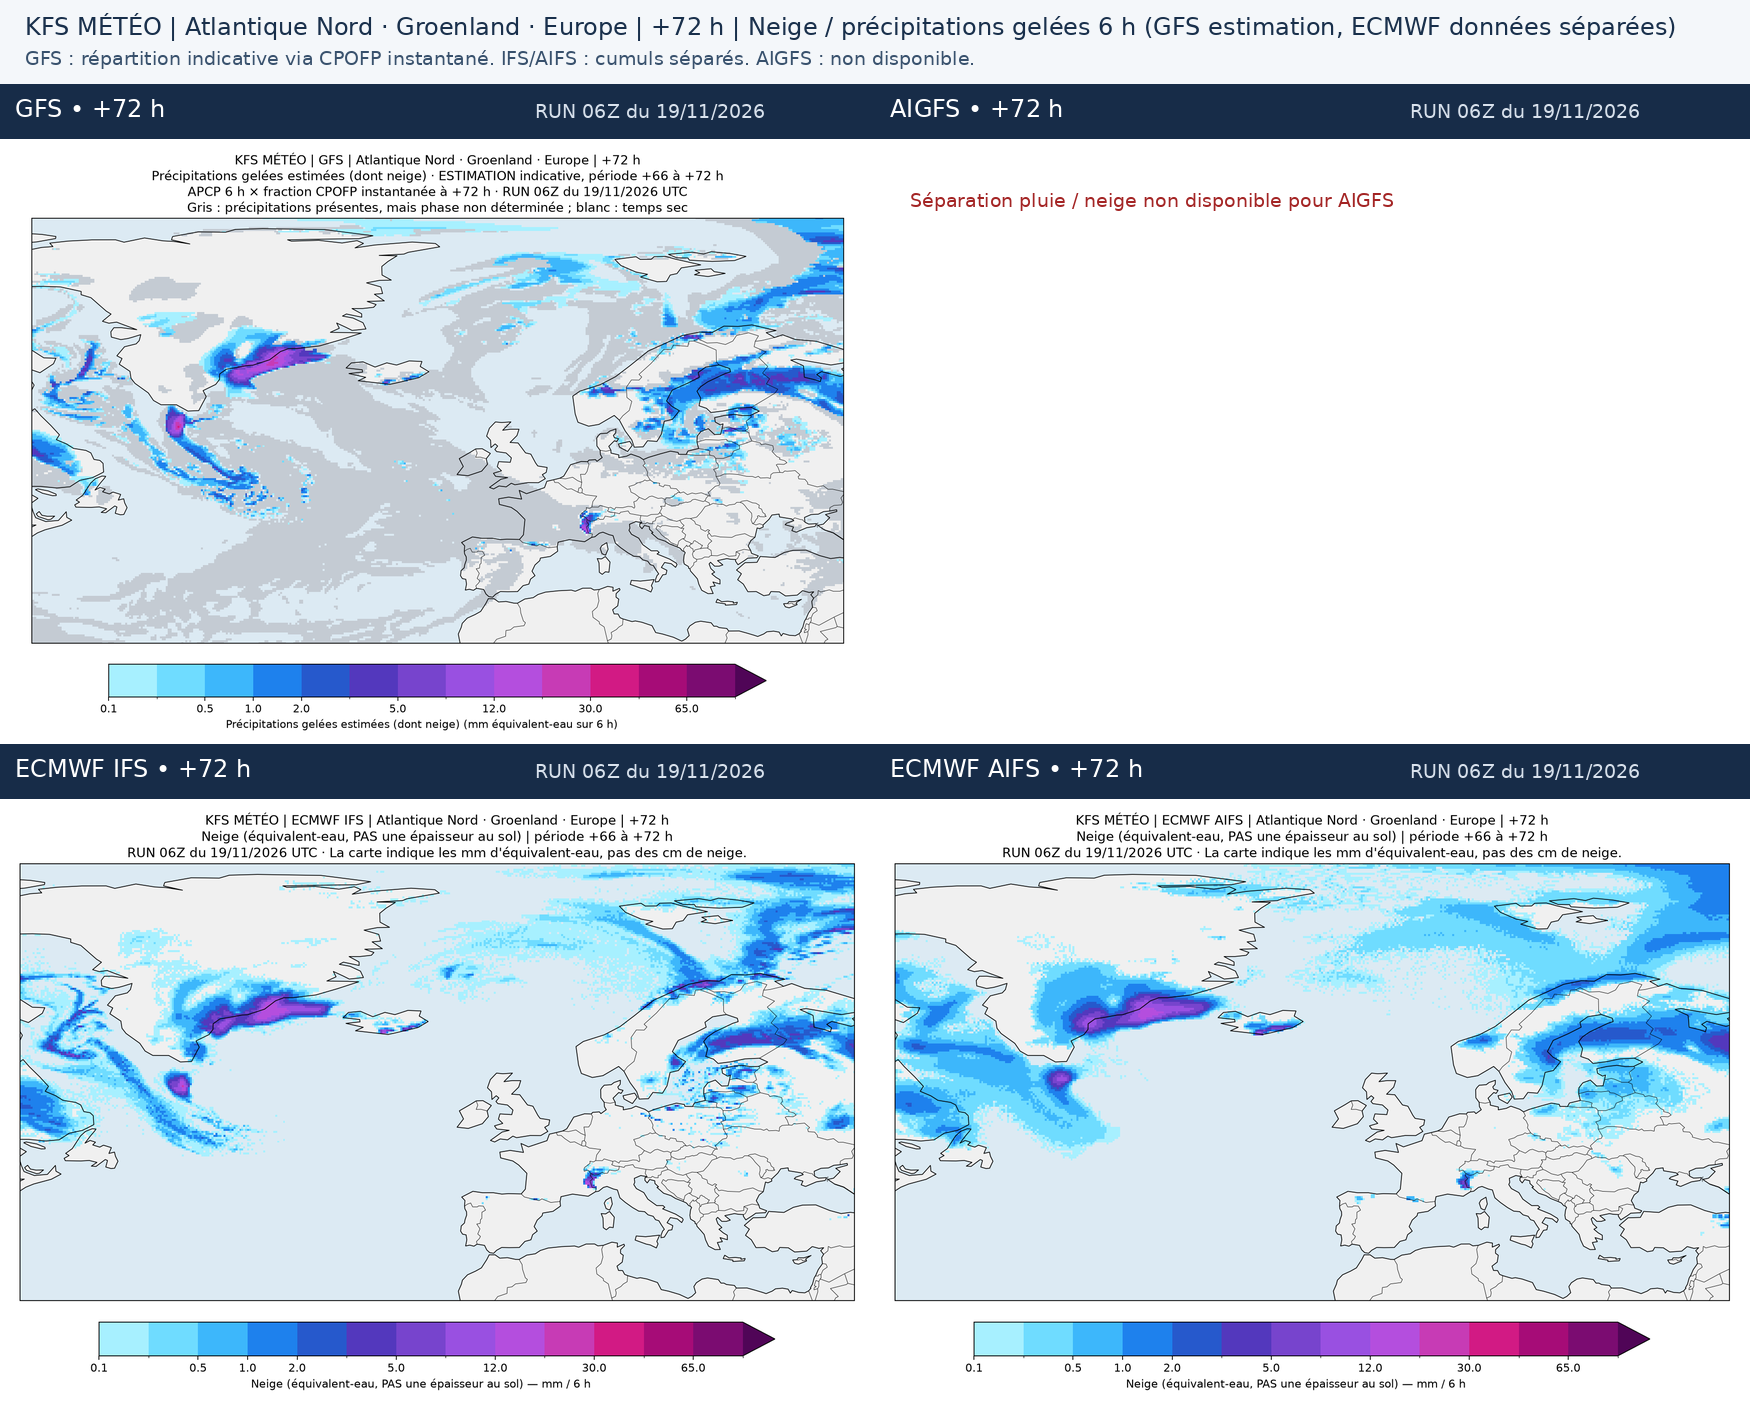 KFS MÉTÉO | Atlantique Nord · Groenland · Europe | +72 h | Neige / précipitations gelées 6 h (GFS estimation, ECMWF données séparées)
GFS : répartition indicative via CPOFP instantané. IFS/AIFS : cumuls séparés. AIGFS : non disponible.
GFS • +72 h
RUN 06Z du 19/11/2026
AIGFS • +72 h
RUN 06Z du 19/11/2026
KFS MÉTÉO | GFS | Atlantique Nord · Groenland · Europe | +72 h
Précipitations gelées estimées (dont neige) · ESTIMATION indicative, période +66 à +72 h
APCP 6 h × fraction CPOFP instantanée à +72 h · RUN 06Z du 19/11/2026 UTC
Gris : précipitations présentes, mais phase non déterminée ; blanc : temps sec
Séparation pluie / neige non disponible pour AIGFS
0.1 0.5 1.0 2.0 5.0 12.0 30.0 65.0
Précipitations gelées estimées (dont neige) (mm équivalent-eau sur 6 h)
ECMWF IFS • +72 h
RUN 06Z du 19/11/2026
ECMWF AIFS • +72 h
RUN 06Z du 19/11/2026
KFS MÉTÉO | ECMWF IFS | Atlantique Nord · Groenland · Europe | +72 h
Neige (équivalent-eau, PAS une épaisseur au sol) | période +66 à +72 h
RUN 06Z du 19/11/2026 UTC · La carte indique les mm d'équivalent-eau, pas des cm de neige.
KFS MÉTÉO | ECMWF AIFS | Atlantique Nord · Groenland · Europe | +72 h
Neige (équivalent-eau, PAS une épaisseur au sol) | période +66 à +72 h
RUN 06Z du 19/11/2026 UTC · La carte indique les mm d'équivalent-eau, pas des cm de neige.
0.1 0.5 1.0 2.0 5.0 12.0 30.0 65.0
Neige (équivalent-eau, PAS une épaisseur au sol) — mm / 6 h
0.1 0.5 1.0 2.0 5.0 12.0 30.0 65.0
Neige (équivalent-eau, PAS une épaisseur au sol) — mm / 6 h